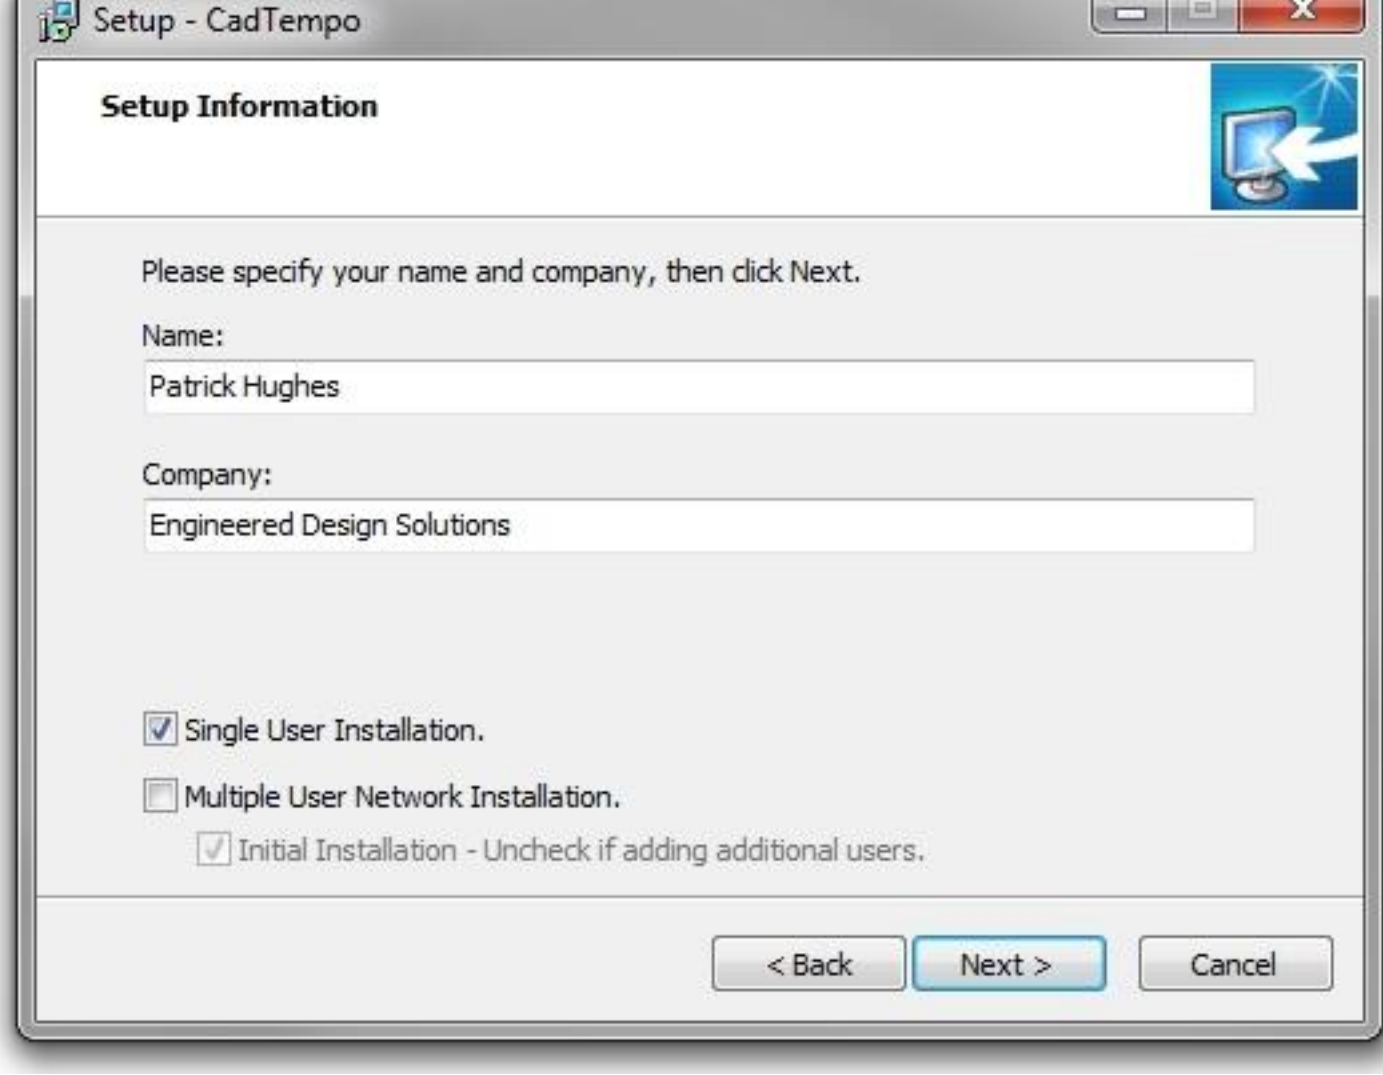 Setup - CadTempo
Setup Information
Please specify your name and company, then click Next.
Name:
Patrick Hughes
Company:
Engineered Design Solutions
Single User Installation.
Multiple User Network Installation.
Initial Installation - Uncheck if adding additional users.
< Back Next > Cancel